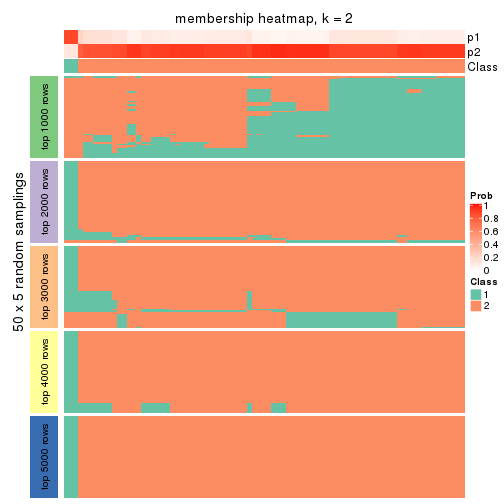 membership heatmap, k = 2
p1
p2
Class
50 x 5 random samplings
top 1000 rows
top 2000 rows
top 3000 rows
top 4000 rows
top 5000 rows
Prob
1
0.8
0.6
0.4
0.2
0
Class
1
2